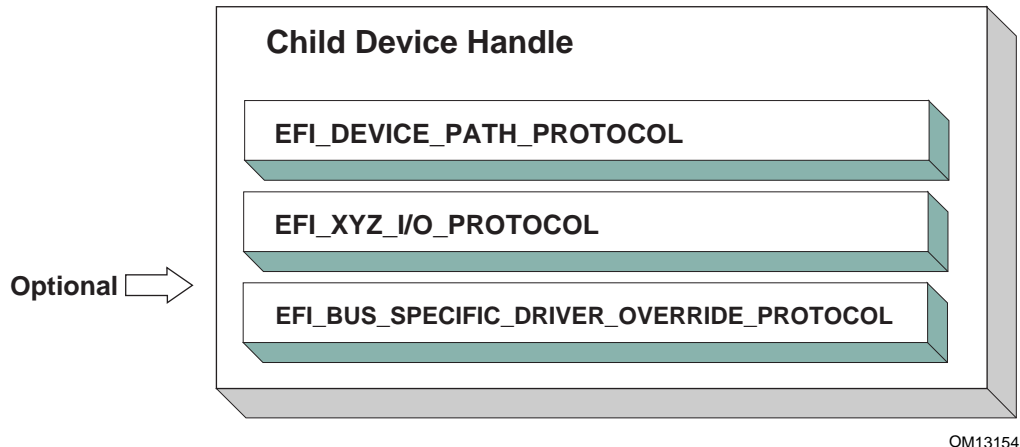 Child Device Handle
EFI_DEVICE_PATH_PROTOCOL
EFI_XYZ_I/O_PROTOCOL
Optional
EFI_BUS_SPECIFIC_DRIVER_OVERRIDE_PROTOCOL
OM13154